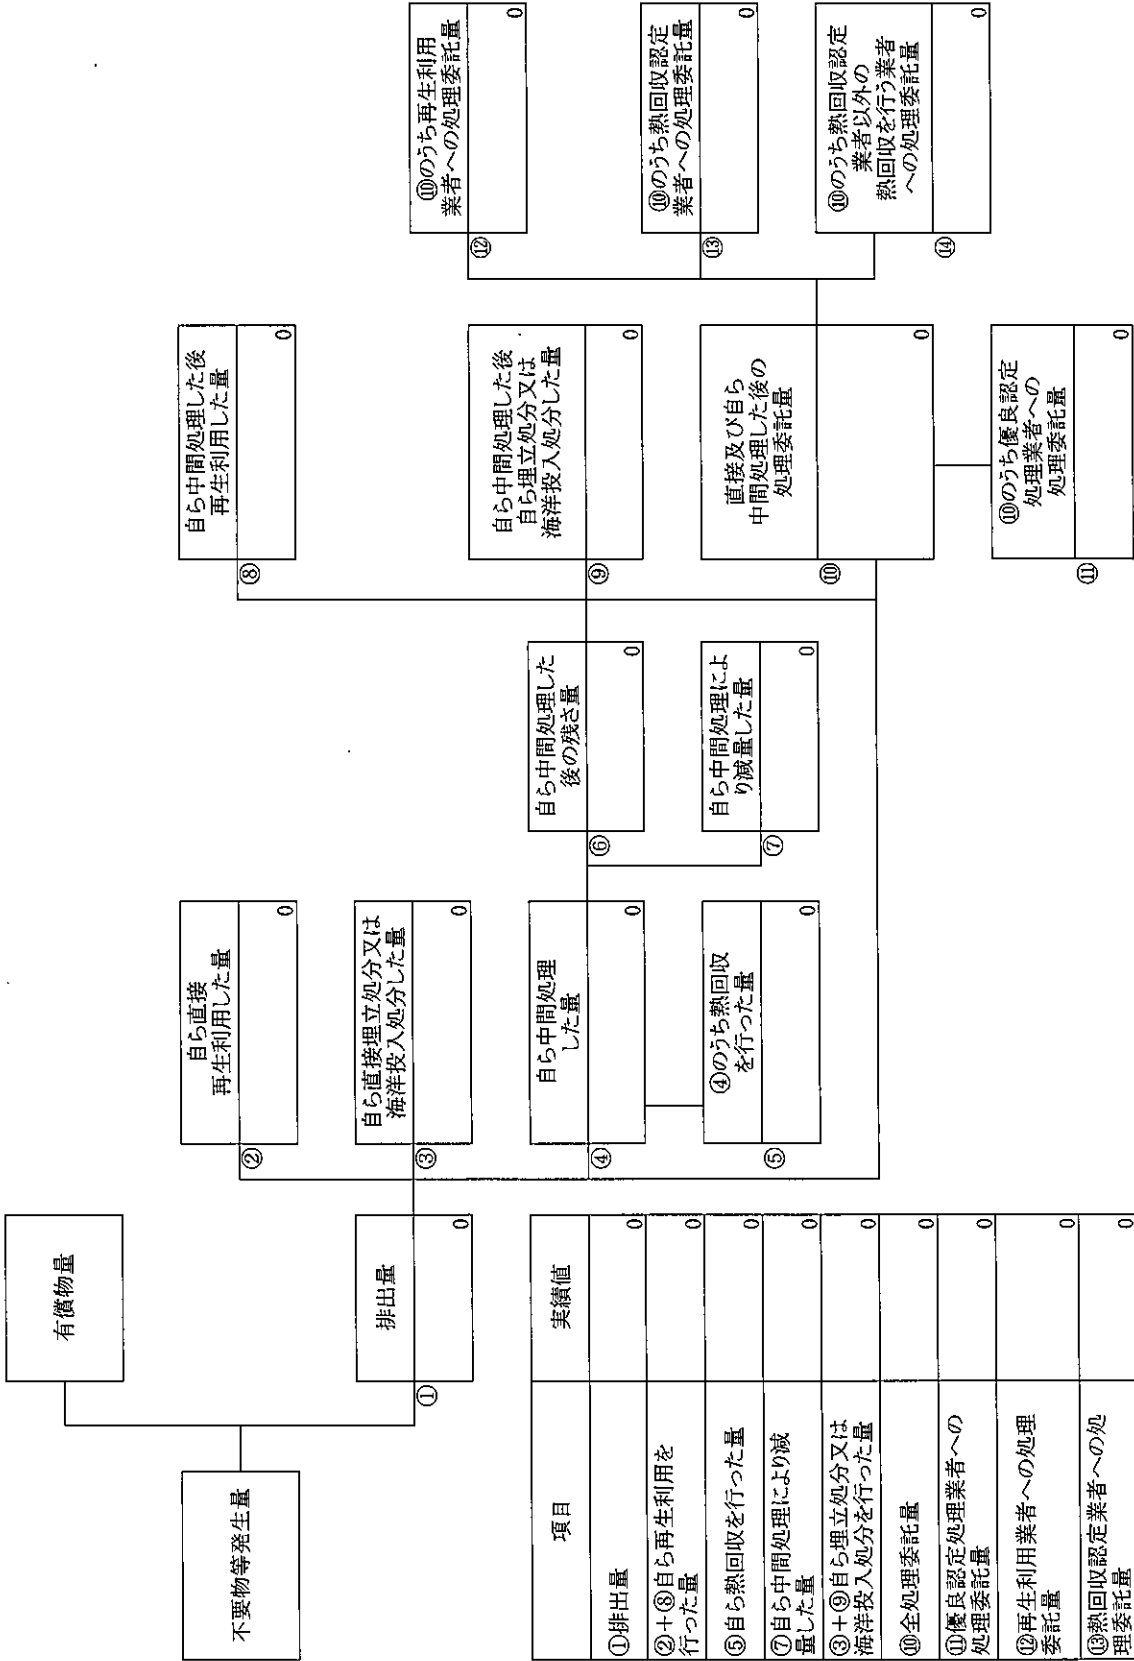 不要物等発生量
有償物量
①
排出量
0
②
自ら直接
再生利用した量
0
③
自ら直接埋立処分又は
海洋投入処分した量
0
④
自ら中間処理
した量
0
⑤
④のうち熱回収
を行った量
0
⑥
自ら中間処理した
後の残さ量
0
⑦
自ら中間処理によ
り減量した量
0
⑧
自ら中間処理した後
再生利用した量
0
⑨
自ら中間処理した後
自ら埋立処分又は
海洋投入処分した量
0
⑩
直接及び自ら
中間処理した後の
処理委託量
0
⑪
⑩のうち優良認定
処理業者への
処理委託量
0
⑫
⑩のうち再生利用
業者への処理委託量
0
⑬
⑩のうち熱回収認定
業者への処理委託量
0
⑭
⑩のうち熱回収認定
業者以外の
熱回収を行う業者
への処理委託量
0
項目 実績値
①排出量 0
②+⑧自ら再生利用を
行った量 0
⑤自ら熱回収を行った量 0
⑦自ら中間処理により減
量した量 0
③+⑨自ら埋立処分又は
海洋投入処分を行った量 0
⑩全処理委託量 0
⑪優良認定処理業者への
処理委託量 0
⑫再生利用業者への処理
委託量 0
⑬熱回収認定業者への処
理委託量 0